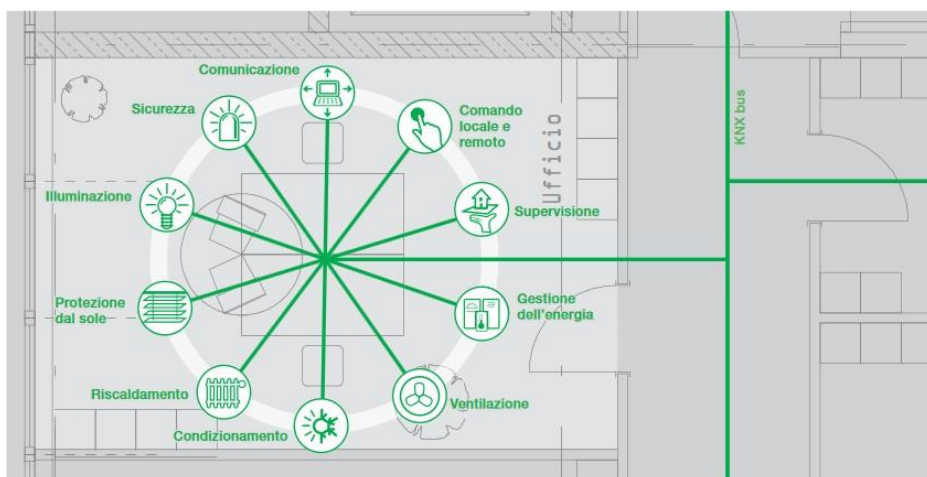 Comunicazione
Sicurezza
Comando
locale e
remoto
Ufficio
KNX bus
Illuminazione
Supervisione
Protezione
dal sole
Gestione
dell'energia
Riscaldamento
Ventilazione
Condizionamento